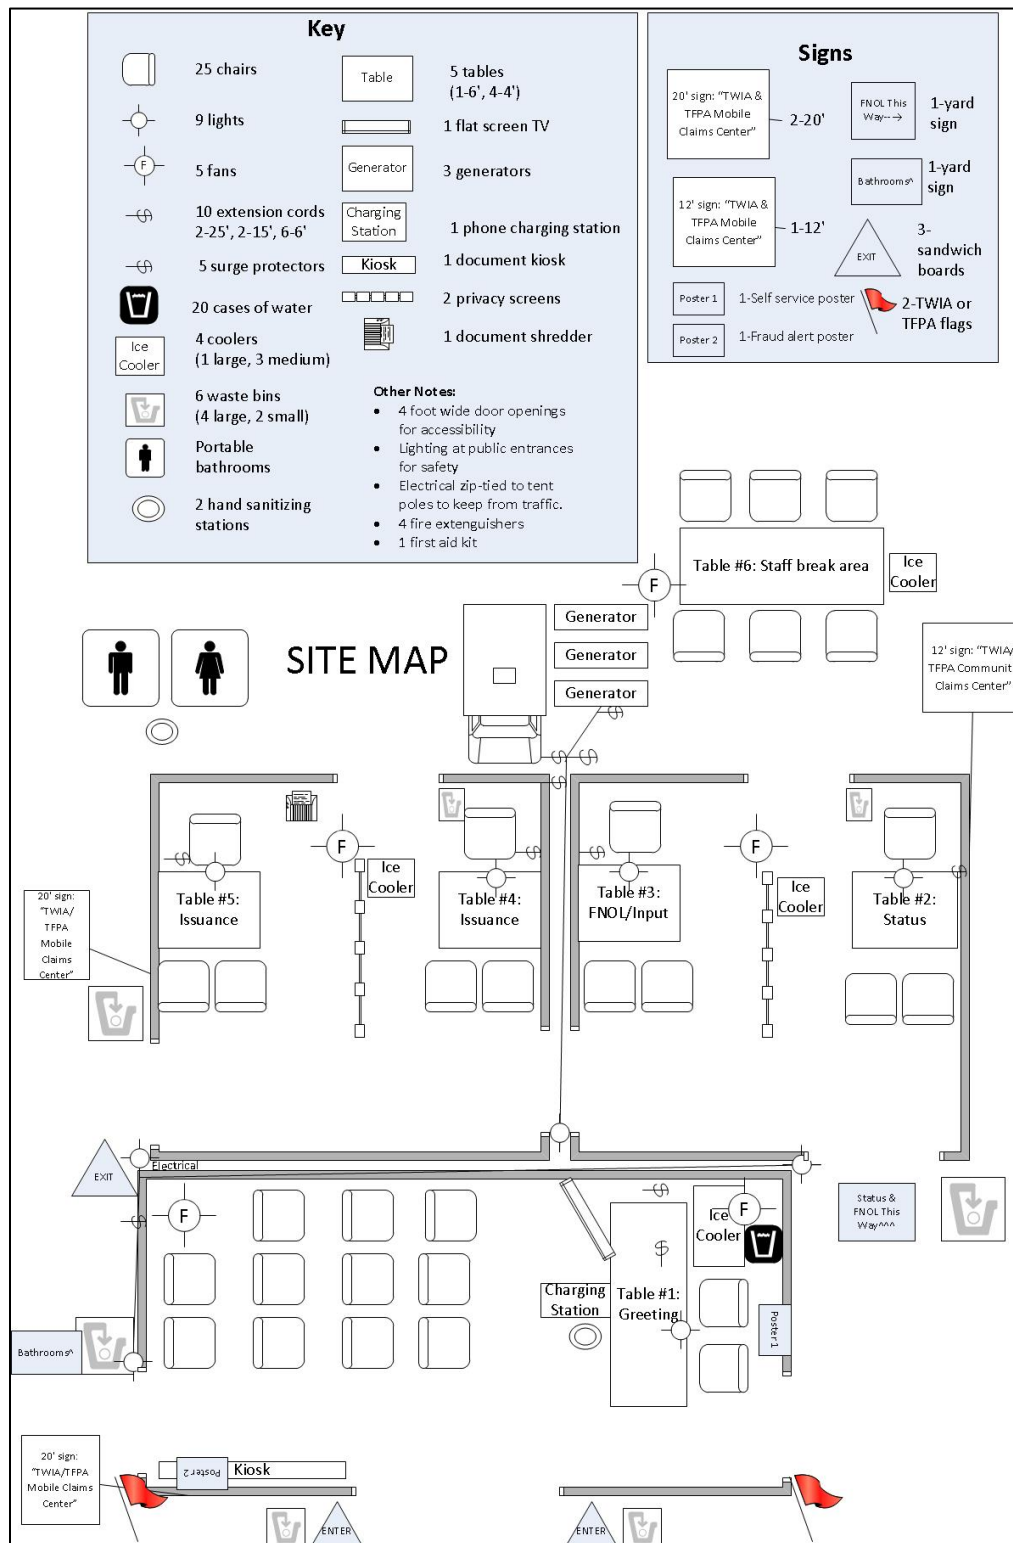 Key
25 chairs
9 lights
F
5 fans
10 extension cords
2-25', 2-15', 6-6'
5 surge protectors
20 cases of water
Ice
Cooler
4 coolers
(1 large, 3 medium)
6 waste bins
(4 large, 2 small)
Portable
bathrooms
2 hand sanitizing
stations
Table
5 tables
(1-6', 4-4')
1 flat screen TV
Generator
3 generators
Charging
Station
1 phone charging station
Kiosk
1 document kiosk
2 privacy screens
1 document shredder
Other Notes:
• 4 foot wide door openings
for accessibility
• Lighting at public entrances
for safety
• Electrical zip-tied to tent
poles to keep from traffic.
• 4 fire extenguishers
• 1 first aid kit
Signs
20' sign: "TWIA &
TFPA Mobile
Claims Center"
2-20'
FNOL This
Way--→
1-yard
sign
12' sign: "TWIA &
TFPA Mobile
Claims Center"
1-12'
Bathrooms^
1-yard
sign
EXIT
3-
sandwich
boards
Poster 1
1-Self service poster
Poster 2
1-Fraud alert poster
2-TWIA or
TFPA flags
Table #6: Staff break area
Ice
Cooler
F
SITE MAP
Generator
Generator
Generator
12' sign: "TWIA/
TFPA Communit
Claims Center"
F
Ice
Cooler
Table #5:
Issuance
Table #4:
Issuance
Table #3:
FNOL/Input
F
Ice
Cooler
Table #2:
Status
20' sign:
"TWIA/
TFPA
Mobile
Claims
Center"
EXIT
Electrical
F
Ice
Cooler
F
Status &
FNOL This
Way^^^
Charging
Station
Table #1:
Greeting
Poster 1
Bathrooms^
20' sign:
"TWIA/TFPA
Mobile Claims
Center"
Poster 2
Kiosk
ENTER
ENTER